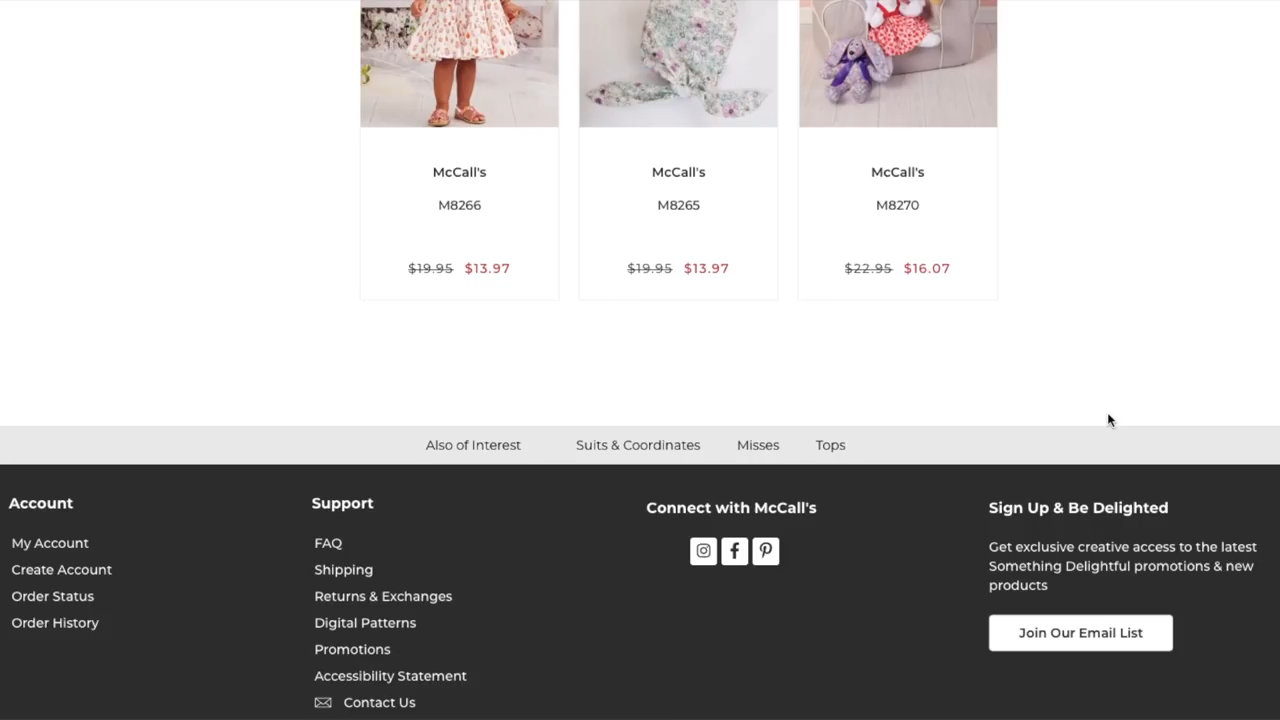 McCall's
M8266
$19.95 $13.97
McCall's
M8265
$19.95 $13.97
McCall's
M8270
$22.95 $16.07
Also of Interest
Suits & Coordinates
Misses
Tops
Account
My Account
Create Account
Order Status
Order History
Support
FAQ
Shipping
Returns & Exchanges
Digital Patterns
Promotions
Accessibility Statement
Contact Us
Connect with McCall's
Sign Up & Be Delighted
Get exclusive creative access to the latest
Something Delightful promotions & new
products
Join Our Email List